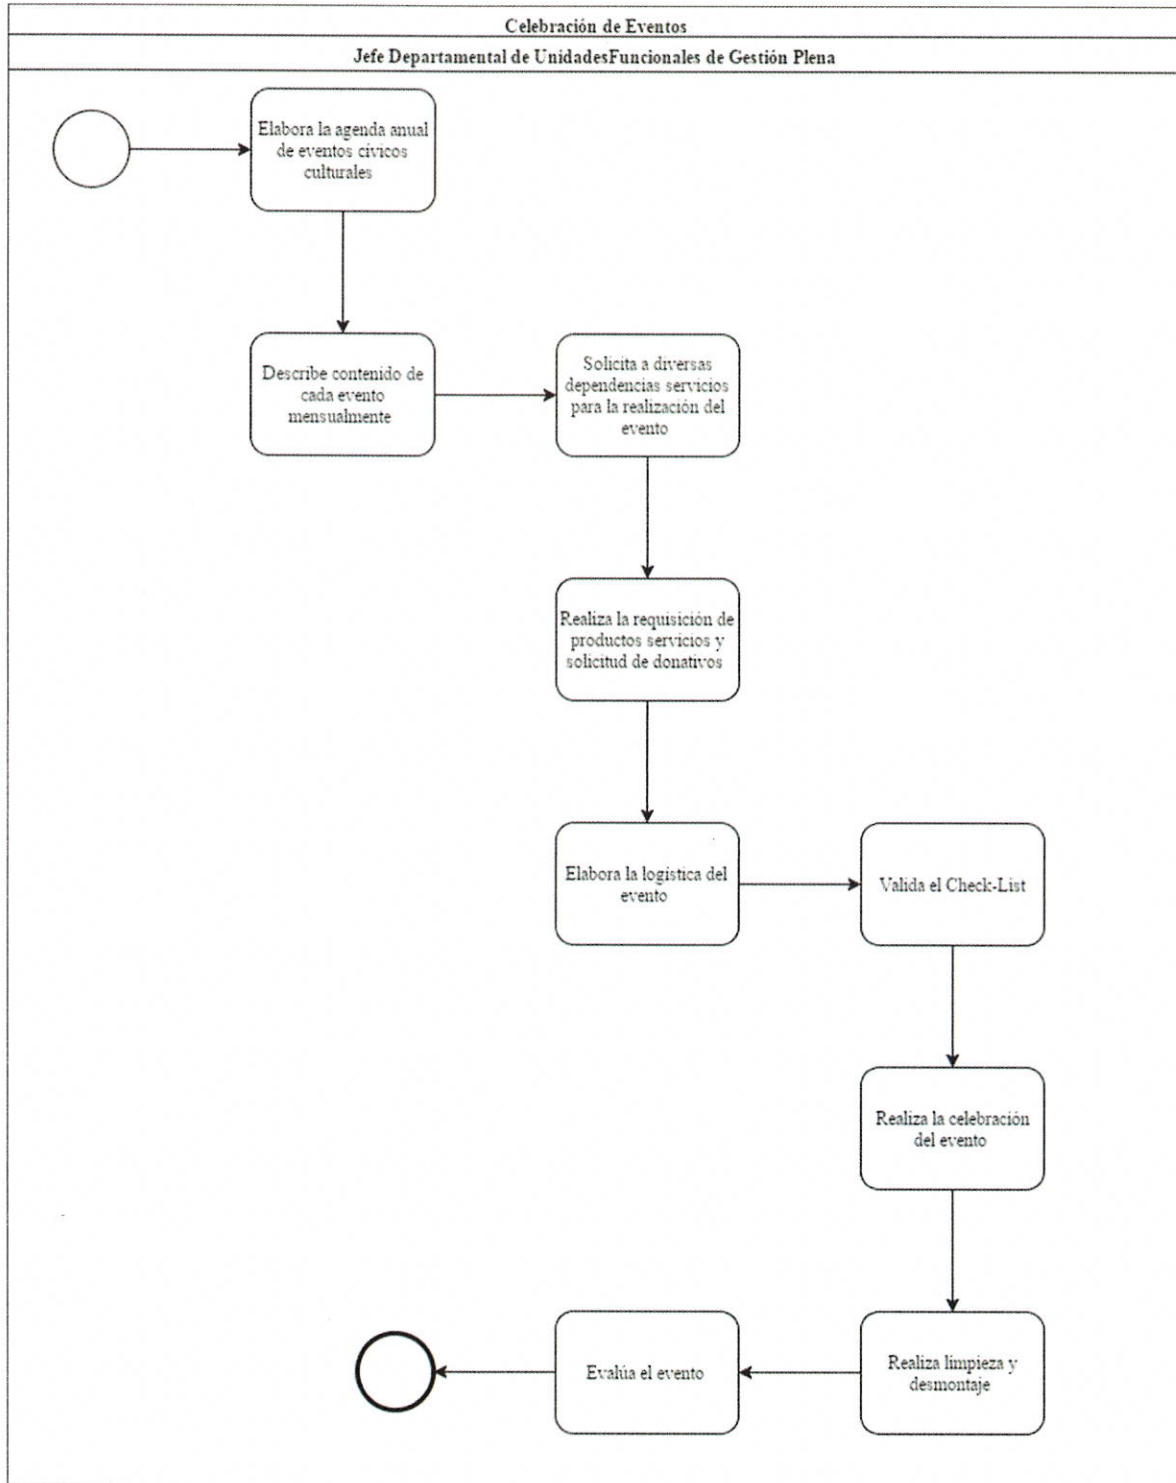 Celebración de Eventos
Jefe Departamental de UnidadesFuncionales de Gestión Plena
Elabora la agenda anual
de eventos cívicos
culturales
Describe contenido de
cada evento
mensualmente
Solicita a diversas
dependencias servicios
para la realización del
evento
Realiza la requisición de
productos servicios y
solicitud de donativos
Elabora la logística del
evento
Valida el Check-List
Realiza la celebración
del evento
Realiza limpieza y
desmontaje
Evalúa el evento